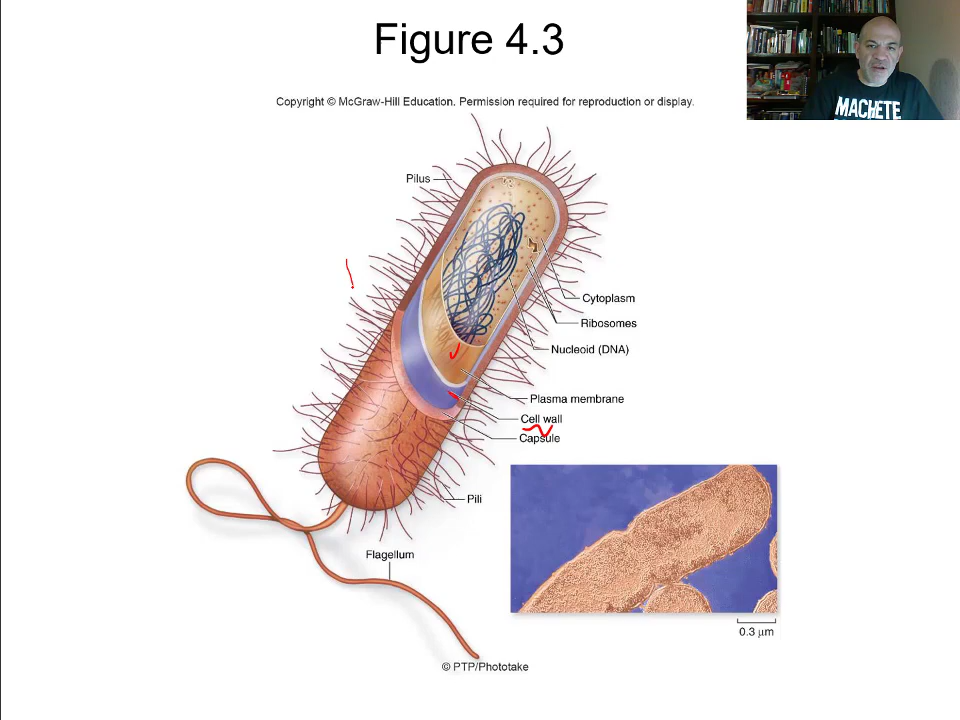 Figure 4.3
MACHETE
Copyright © McGraw-Hill Education. Permission required for reproduction or display.
Pilus
Cytoplasm
Ribosomes
Nucleoid (DNA)
Plasma membrane
Cell wall
Capsule
Pili
Flagellum
0.3 µm
© PTP/Phototake